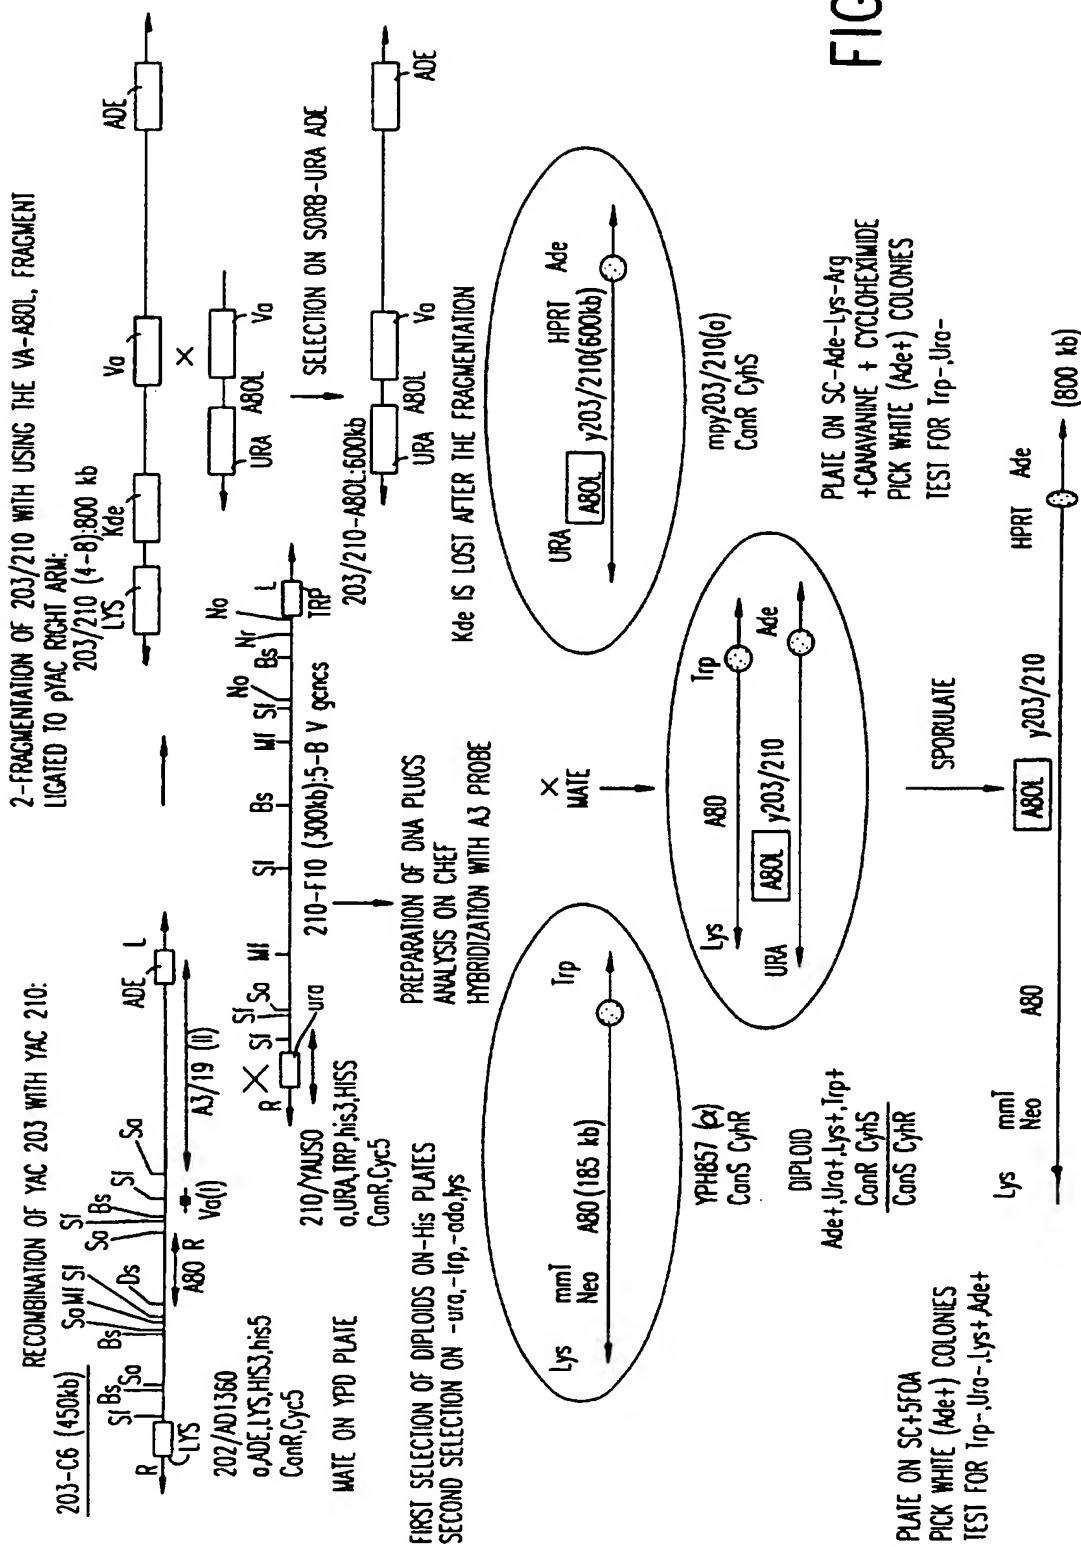 RECOMBINATION OF YAC 203 WITH YAC 210:
203-C6 (450kb)
R
LYS
Sf
Bs
Sa
Bs
Sa Mf Sf
Ds
A80 R
Sa
Sf
Bs
Va(I)
Sf
Sa
A3/19 (II)
ADE
L
202/AD1360
a,ADE,LYS,HIS3,his5
CanR,Cyc5
MATE ON YPD PLATE
X
R
Sf
Sf
Sa
ura
Mf
Sf
Bs
Mf
Sf
No
Bs
Nr
No
L
TRP
210-F10 (300kb):5-B V gcncs
210/YAUSO
a,URA,TRP,his3,HISS
CanR,Cyc5
PREPARATION OF DNA PLUGS
ANALYSIS ON CHEF
HYBRIDIZATION WITH A3 PROBE
FIRST SELECTION OF DIPLOIDS ON-His PLATES
SECOND SELECTION ON -ura,-trp,-ado,lys
2-FRAGMENTATION OF 203/210 WITH USING THE VA-A80L, FRAGMENT
LIGATED TO pYAC RIGHT ARM:
203/210 (4-8):800 kb
LYS
Kde
Va
ADE
X
URA
A80L
Va
SELECTION ON SORB-URA ADE
203/210-A80L:600kb
URA
A80L
Va
ADE
Kde IS LOST AFTER THE FRAGMENTATION
Lys
mmT
Neo
A80 (185 kb)
Trp
YPH857 (α)
CanS CyhR
X
MATE
URA
A80L
y203/210(600kb)
HPRT
Ade
mpy203/210(a)
CanR CyhS
Lys
A80
Trp
URA
A80L
y203/210
Ade
DIPLOID
Ade+,Ura+,Lys+,Trp+
CanR CyhS
CanS CyhR
SPORULATE
PLATE ON SC-Ade-Lys-Arg
+CANAVANINE + CYCLOHEXIMIDE
PICK WHITE (Ade+) COLONIES
TEST FOR Trp-,Ura-
PLATE ON SC+5FOA
PICK WHITE (Ade+) COLONIES
TEST FOR Trp-,Ura-,Lys+,Ade+
Lys
mmT
Neo
A80
A80L
y203/210
HPRT
Ade
(800 kb)
FIG